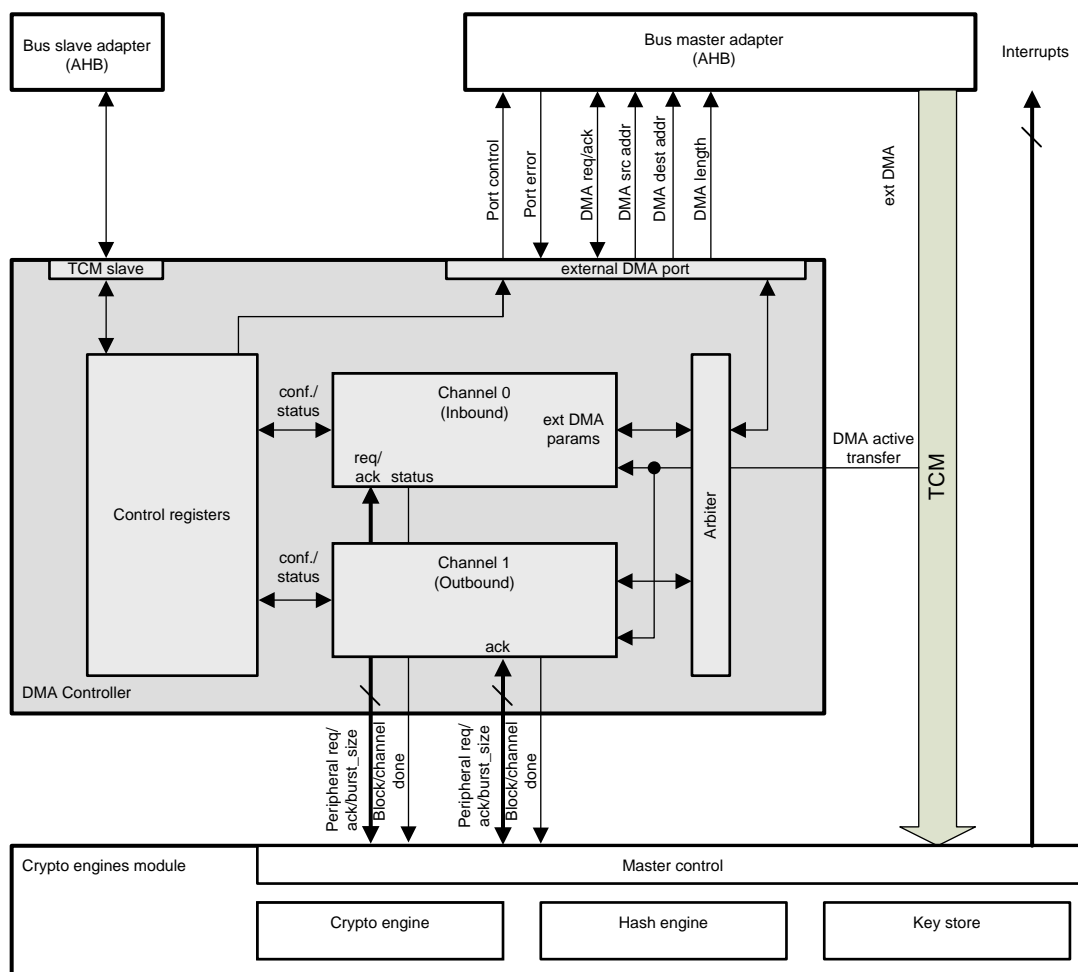 Bus slave adapter
(AHB)
Bus master adapter
(AHB)
Interrupts
Port control
Port error
DMA req/ack
DMA src addr
DMA dest addr
DMA length
ext DMA
TCM slave
external DMA port
Control registers
conf./
status
Channel 0
(Inbound)
ext DMA
params
req/
ack
status
Arbiter
DMA active
transfer
TCM
conf./
status
Channel 1
(Outbound)
ack
DMA Controller
Peripheral req/
ack/burst_size
Block/channel
done
Peripheral req/
ack/burst_size
Block/channel
done
Crypto engines module
Master control
Crypto engine
Hash engine
Key store